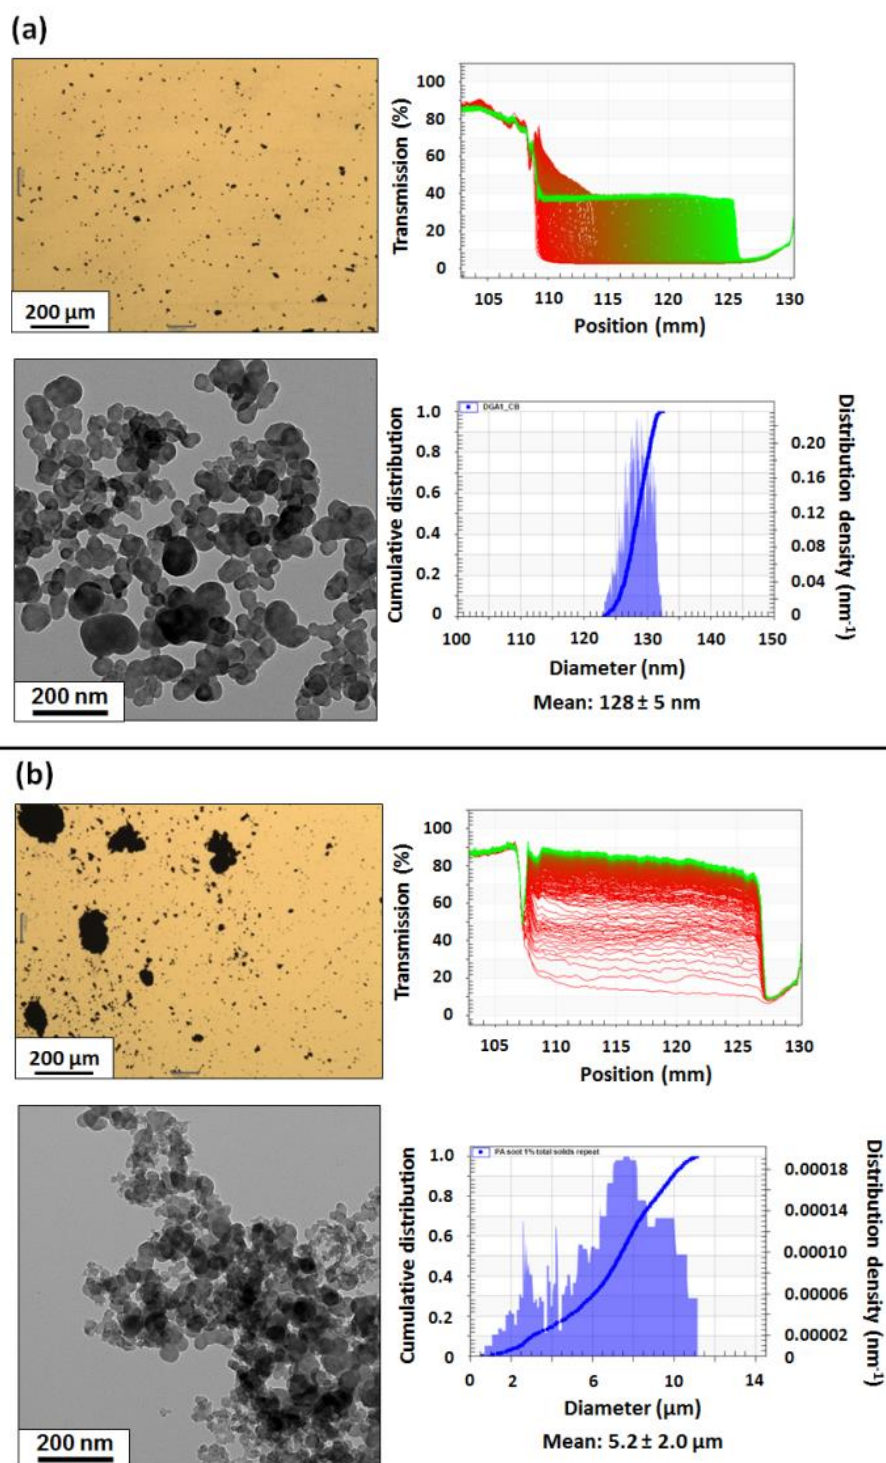 (a)
200 µm
Transmission (%)
100
80
60
40
20
0
105 110 115 120 125 130
Position (mm)
200 nm
Cumulative distribution
1.0
0.8
0.6
0.4
0.2
0
DGA1_CB
Distribution density (nm⁻¹)
0.20
0.16
0.12
0.08
0.04
0
100 110 120 130 140 150
Diameter (nm)
Mean: 128 ± 5 nm
(b)
200 µm
Transmission (%)
100
80
60
40
20
0
105 110 115 120 125 130
Position (mm)
200 nm
Cumulative distribution
1.0
0.8
0.6
0.4
0.2
0
PA soot 1% total solids repeat
Distribution density (nm⁻¹)
0.00018
0.00014
0.00010
0.00006
0.00002
0
0 2 6 10 14
Diameter (µm)
Mean: 5.2 ± 2.0 µm